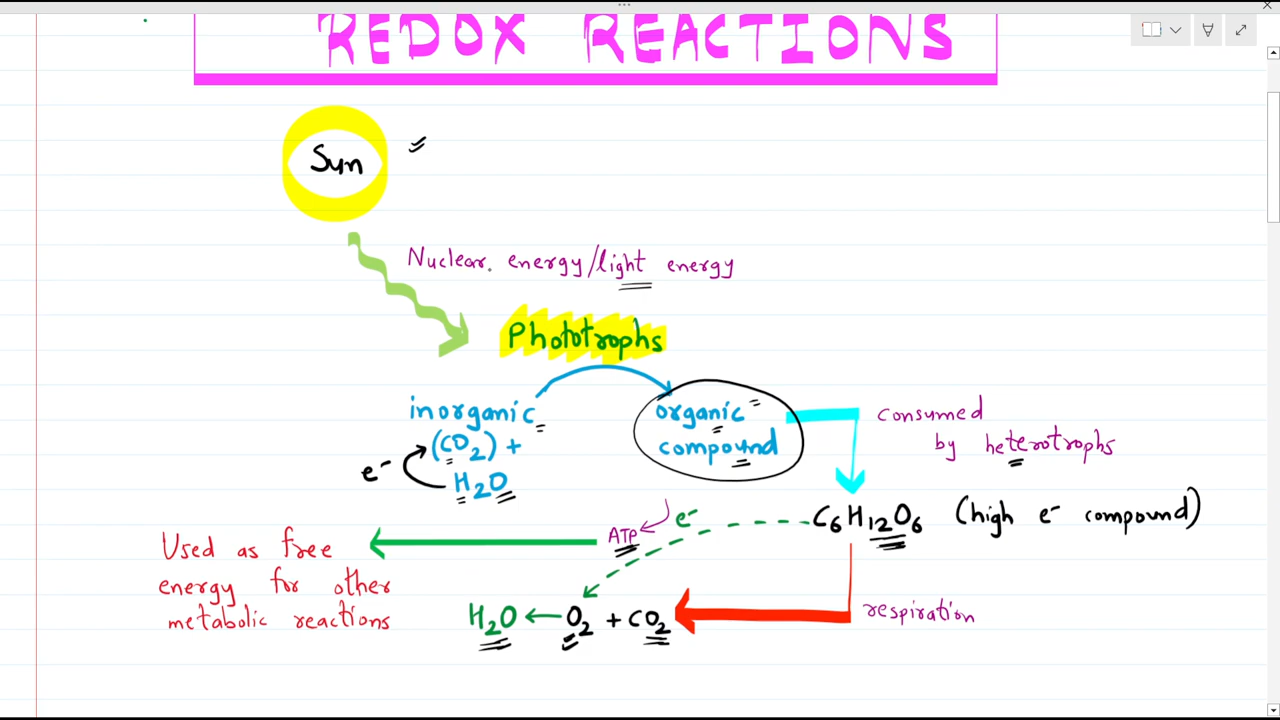 REDOX REACTIONS
Sun
Nuclear energy/light energy
Phototrophs
inorganic
(CO2) +
H2O
e-
organic
compound
consumed
by heterotrophs
C6H12O6 (high e- compound)
e-
ATP
Used as free
energy for other
metabolic reactions
H2O ← O2 + CO2
respiration